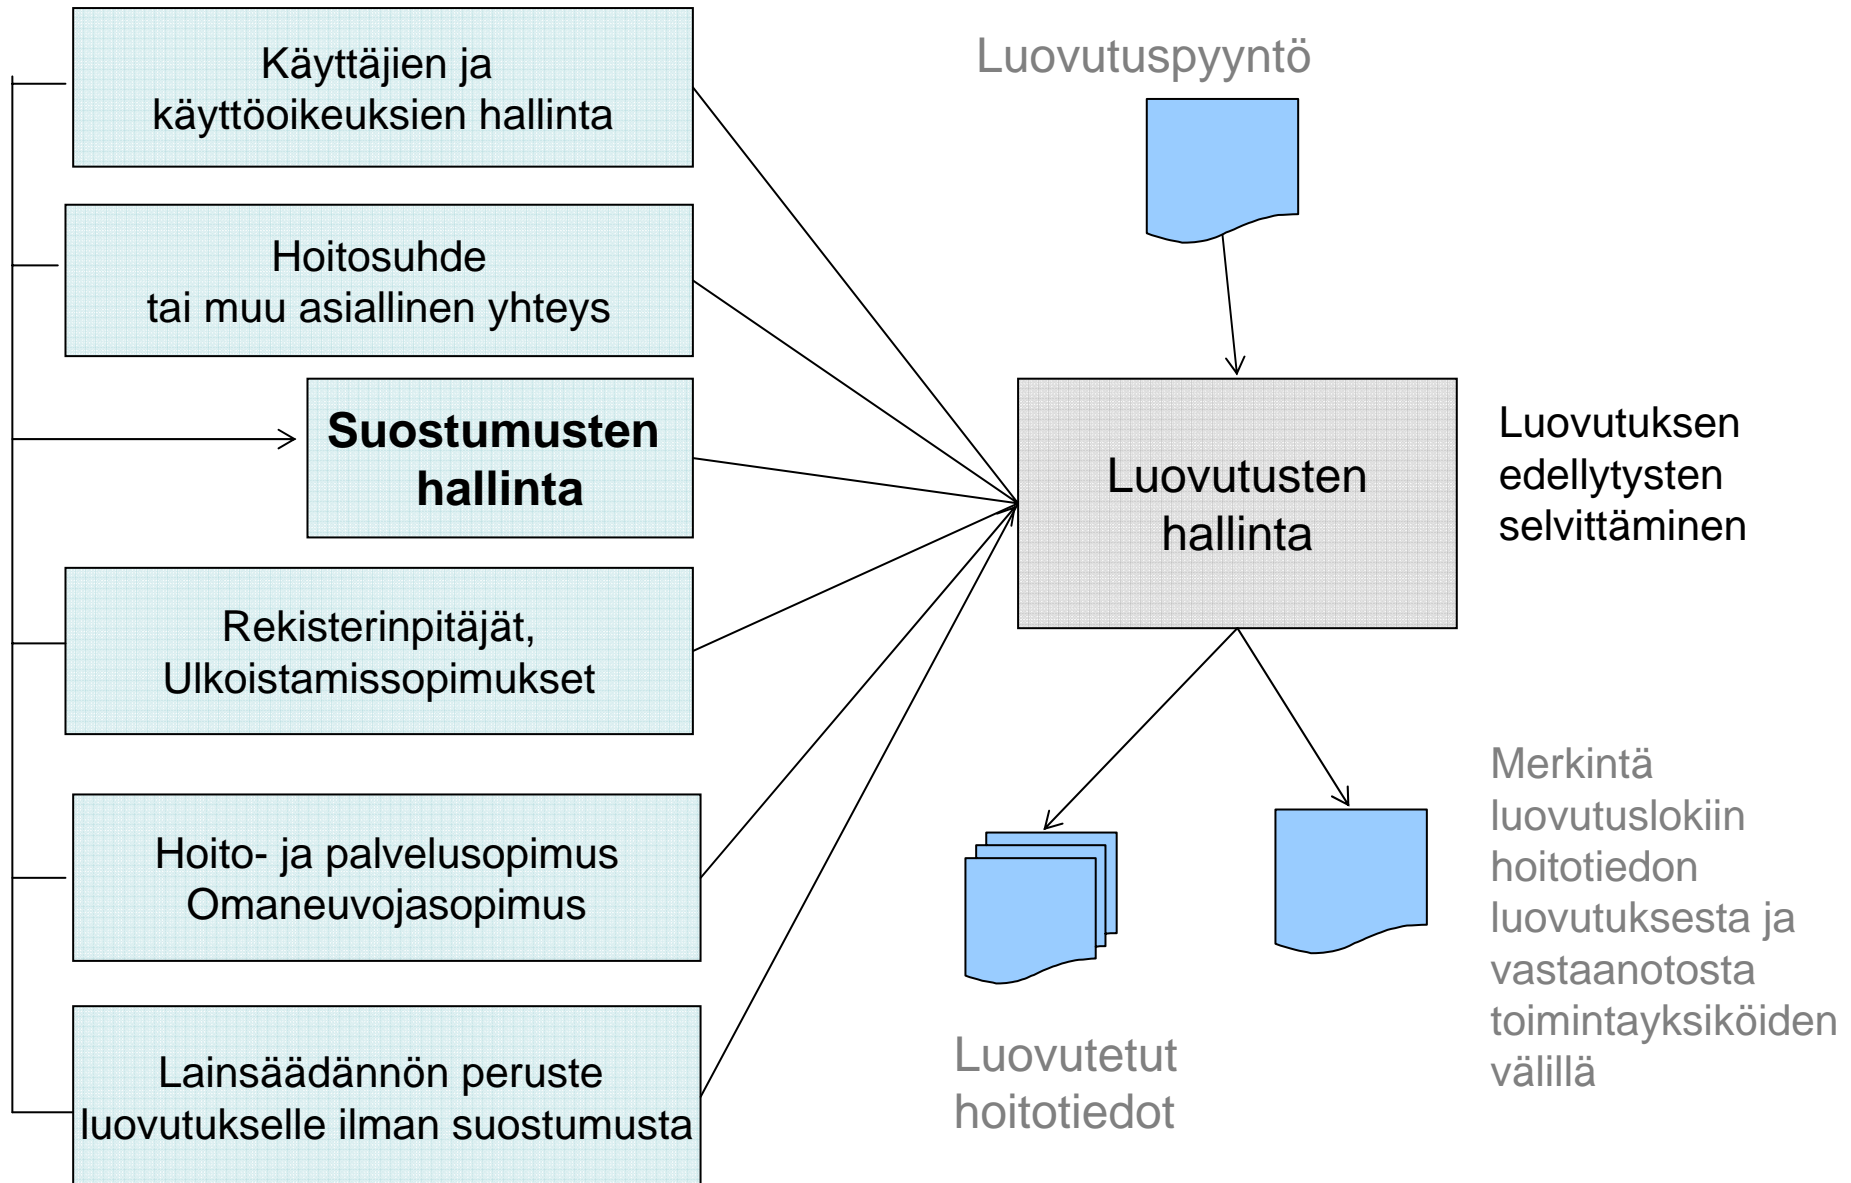 Käyttäjien ja
käyttöoikeuksien hallinta
Hoitosuhde
tai muu asiallinen yhteys
Suostumusten
hallinta
Rekisterinpitäjät,
Ulkoistamissopimukset
Hoito- ja palvelusopimus
Omaneuvojasopimus
Lainsäädännön peruste
luovutukselle ilman suostumusta
Luovutuspyyntö
Luovutusten
hallinta
Luovutuksen
edellytysten
selvittäminen
Luovutetut
hoitotiedot
Merkintä
luovutuslokiin
hoitotiedon
luovutuksesta ja
vastaanotosta
toimintayksiköiden
välillä